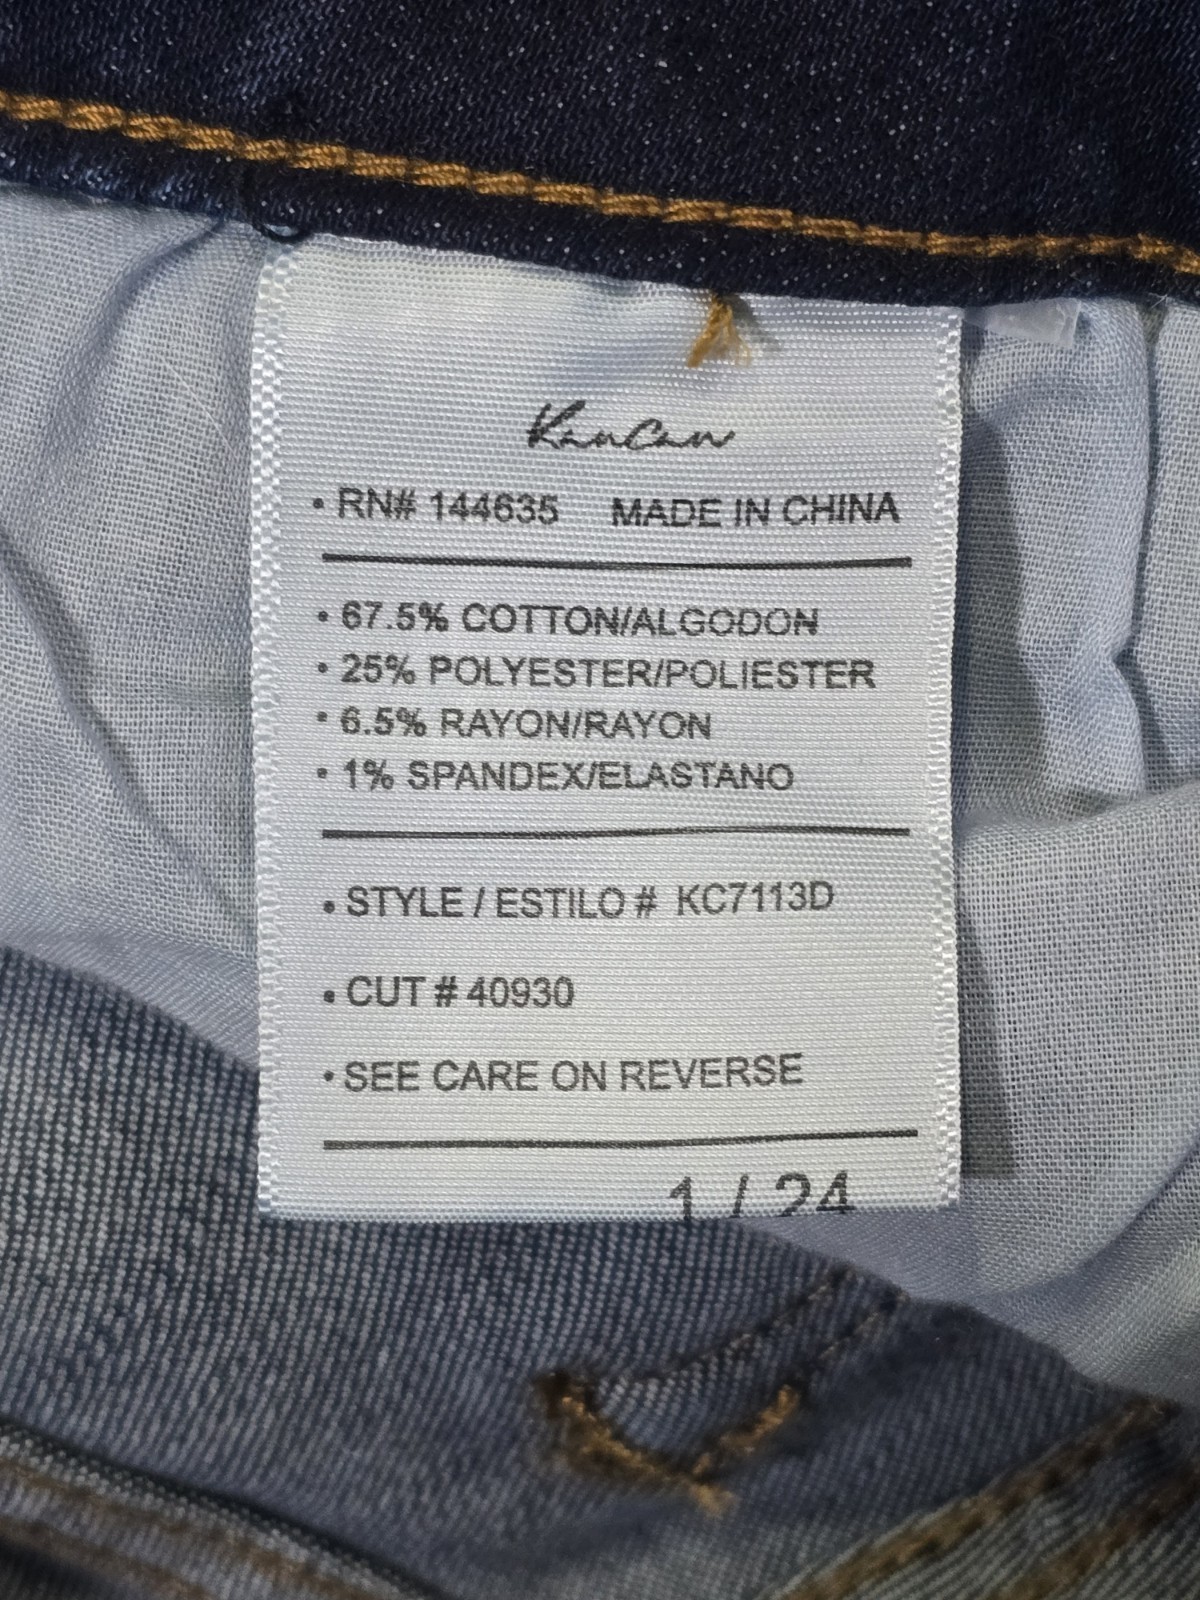 KanCan
• RN# 144635 MADE IN CHINA
• 67.5% COTTON/ALGODON
• 25% POLYESTER/POLIESTER
• 6.5% RAYON/RAYON
• 1% SPANDEX/ELASTANO
• STYLE / ESTILO # KC7113D
• CUT # 40930
• SEE CARE ON REVERSE
1 / 24